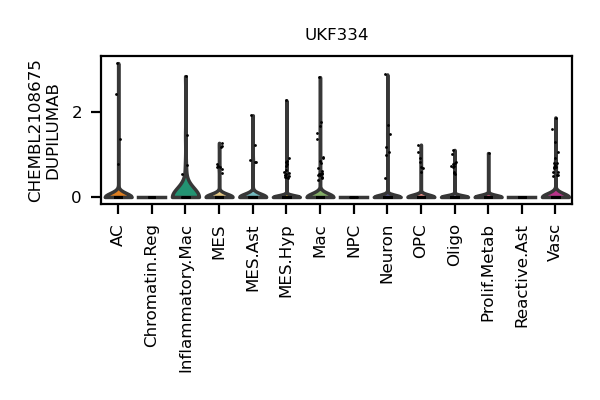 UKF334
CHEMBL2108675
DUPILUMAB
2
0
AC
Chromatin.Reg
Inflammatory.Mac
MES
MES.Ast
MES.Hyp
Mac
NPC
Neuron
OPC
Oligo
Prolif.Metab
Reactive.Ast
Vasc